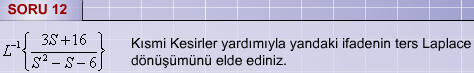 SORU 12
L⁻¹{(3S+16)/(S² − S − 6)}
Kısmi Kesirler yardımıyla yandaki ifadenin ters Laplace
dönüşümünü elde ediniz.